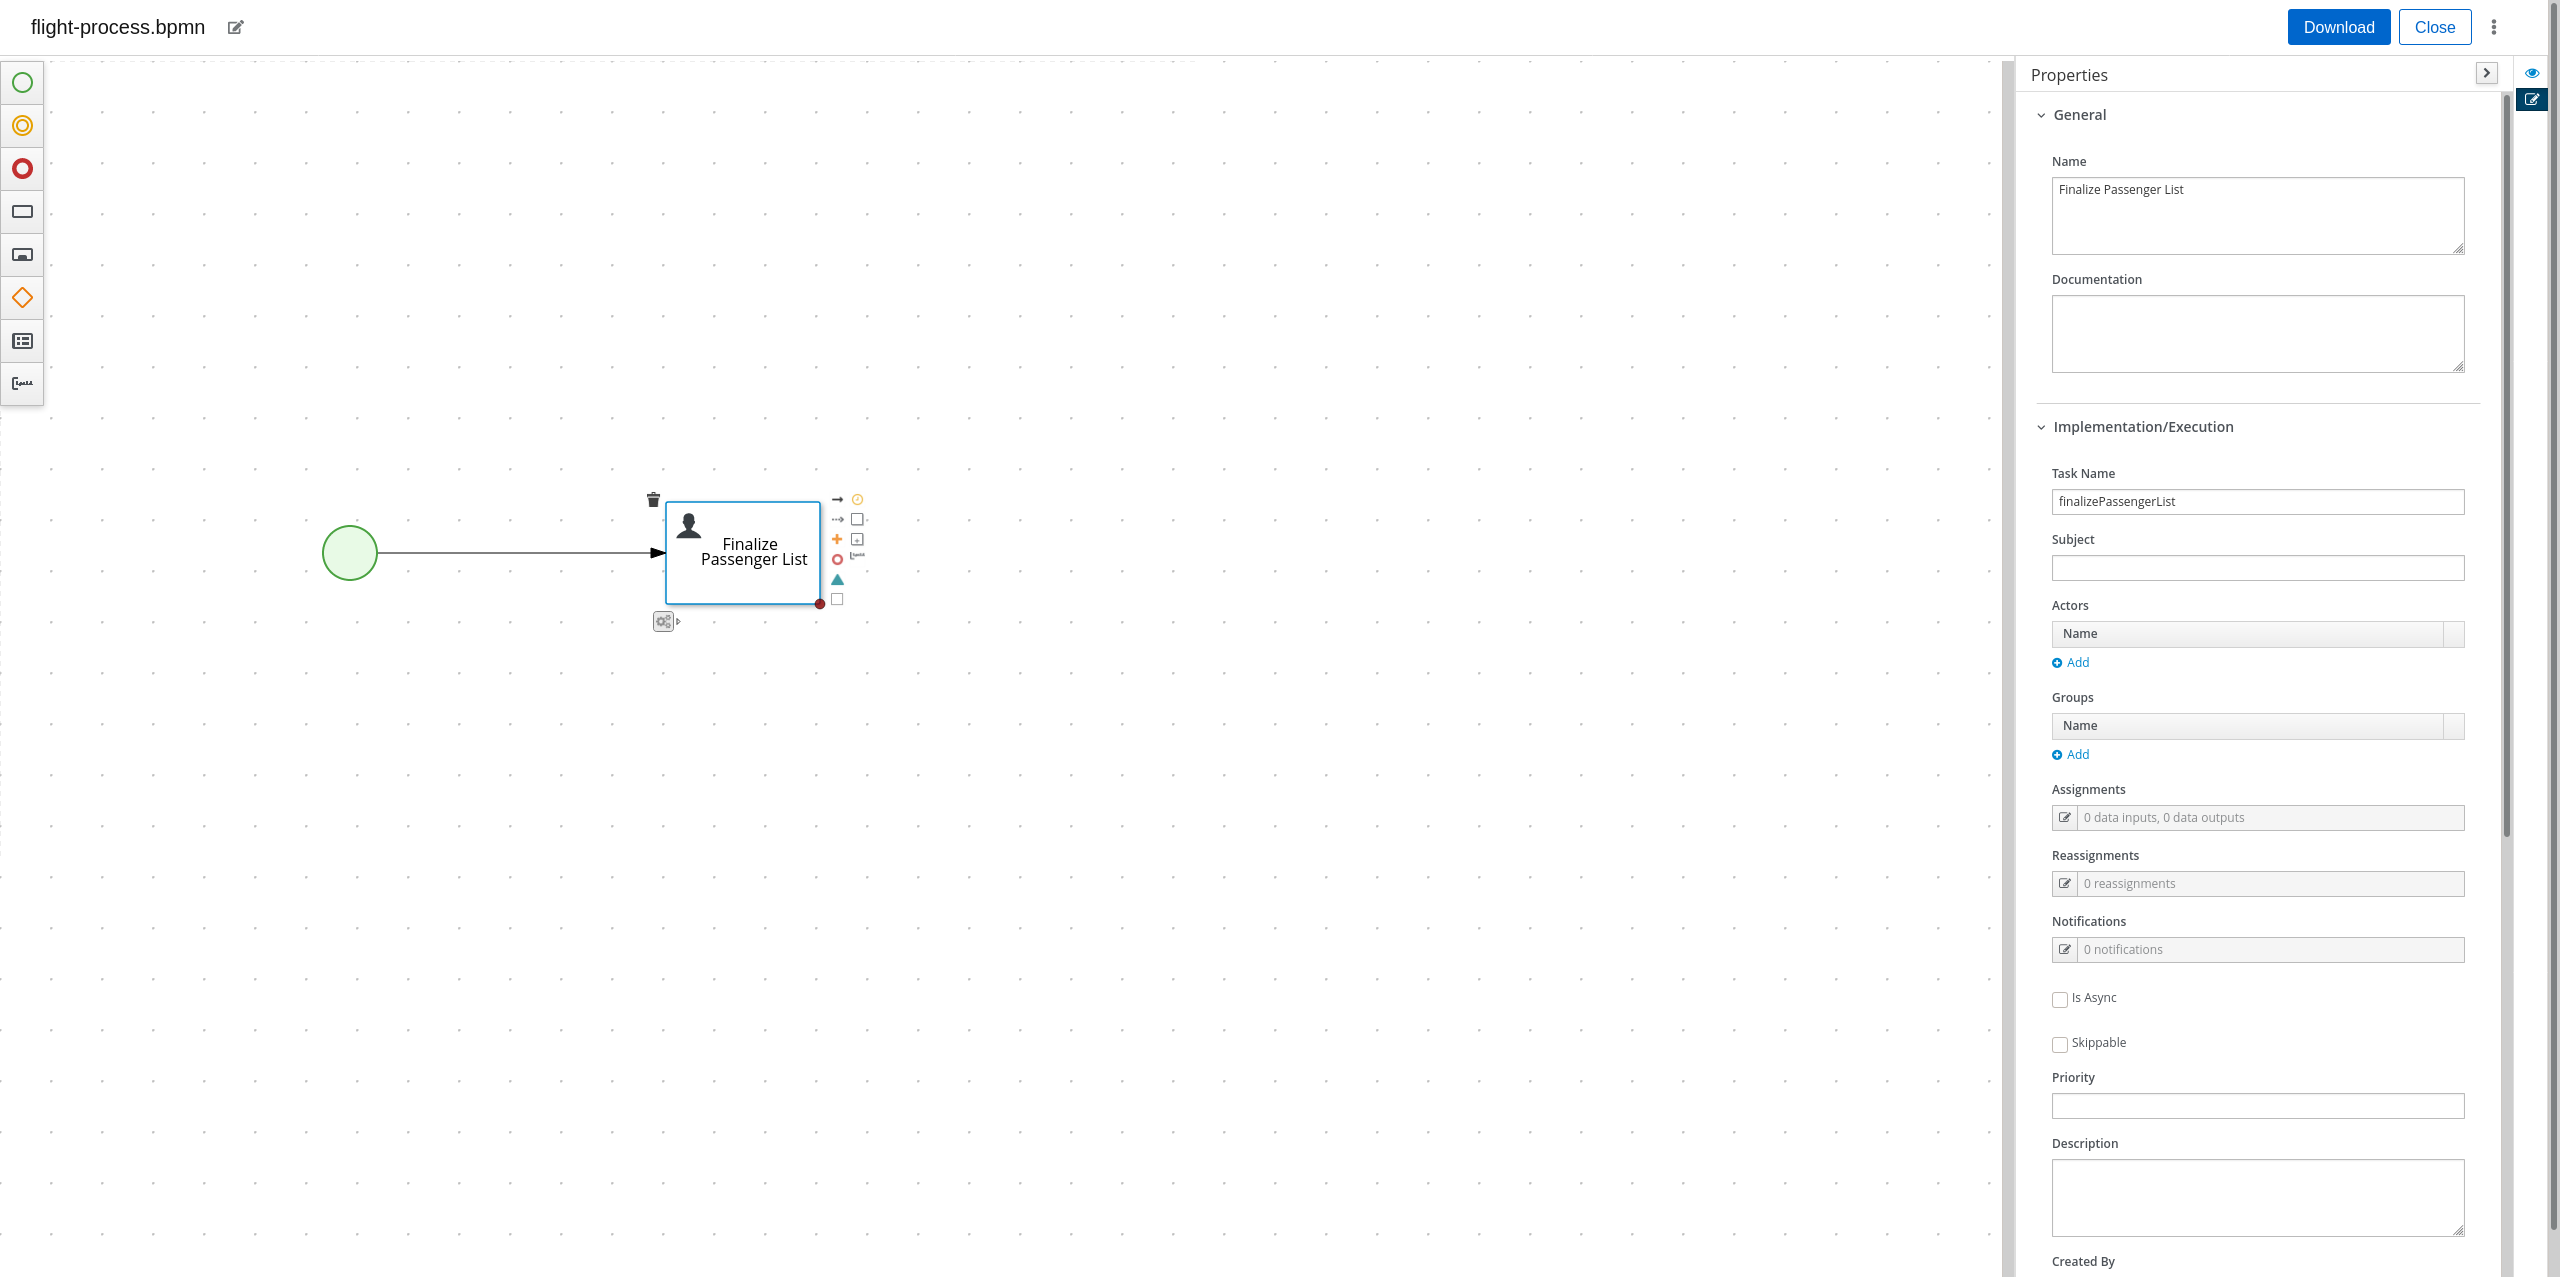 flight-process.bpmn
Download
Close
Properties
General
Name
Finalize Passenger List
Documentation
Implementation/Execution
Task Name
finalizePassengerList
Subject
Actors
Name
Add
Groups
Name
Add
Assignments
0 data inputs, 0 data outputs
Reassignments
0 reassignments
Notifications
0 notifications
Is Async
Skippable
Priority
Description
Created By
Finalize
Passenger List